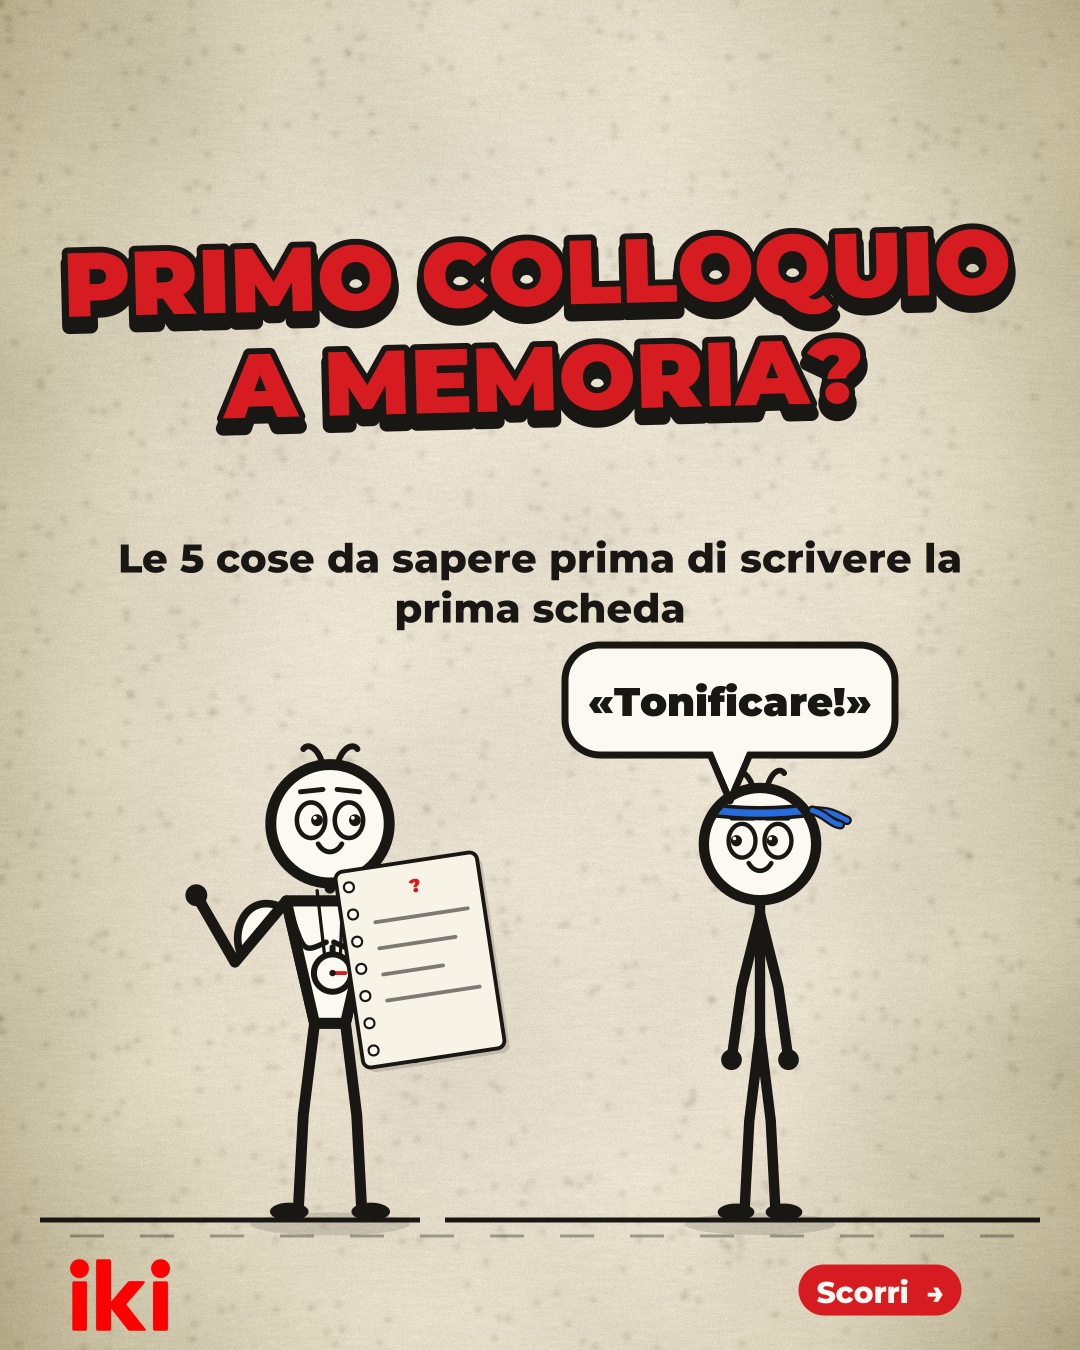 PRIMO COLLOQUIO
A MEMORIA?
Le 5 cose da sapere prima di scrivere la
prima scheda
«Tonificare!»
?
iki
Scorri →